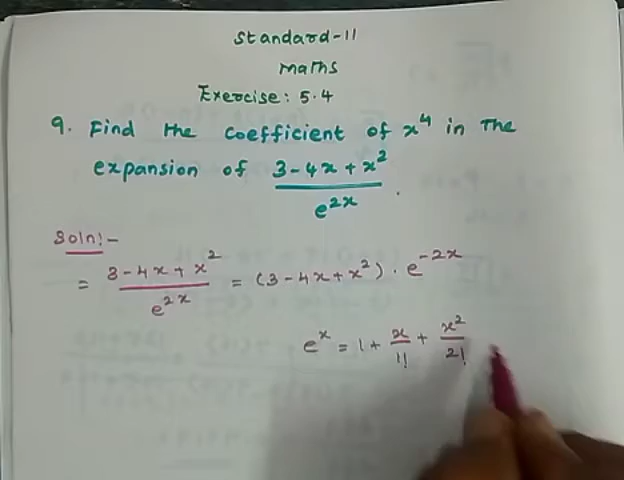 Standard-11
Maths
Exercise: 5.4
9. Find the coefficient of x⁴ in the
expansion of (3-4x+x²)/e²ˣ .
Soln:-
= (3-4x+x²)/e²ˣ = (3-4x+x²) . e⁻²ˣ
eˣ = 1 + x/1! + x²/2!